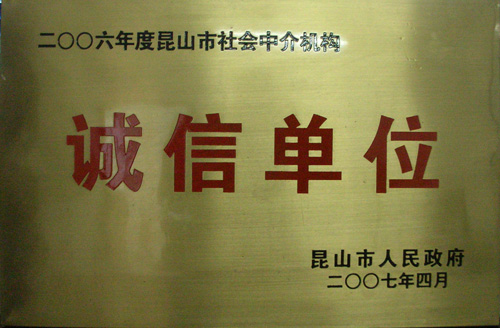 二〇〇六年度昆山市社会中介机构
诚信单位
昆山市人民政府
二〇〇七年四月